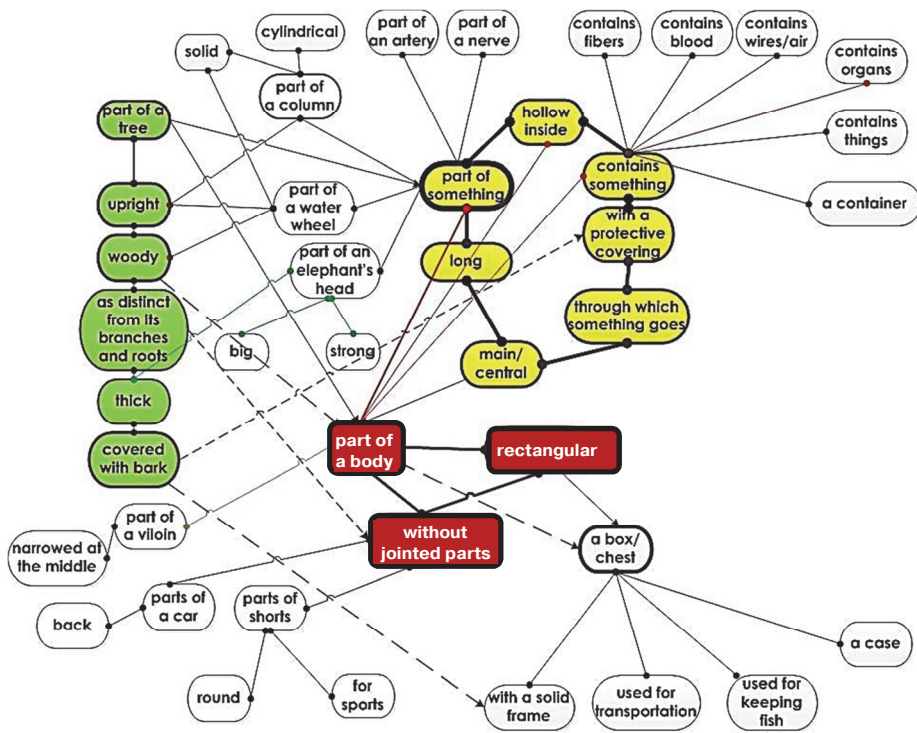 cylindrical
solid
part of
an artery
part of
a nerve
contains
fibers
contains
blood
contains
wires/air
contains
organs
part of
a column
part of a
tree
hollow
inside
contains
things
part of
something
contains
something
upright
part of
a water
wheel
a container
with a
protective
covering
woody
part of an
elephant's
head
long
as distinct
from its
branches
and roots
through which
something goes
big
strong
main/
central
thick
part of
a body
rectangular
covered
with bark
part of
a viloin
without
jointed parts
narrowed at
the middle
a box/
chest
parts of
a car
parts of
shorts
back
a case
round
for
sports
with a solid
frame
used for
transportation
used for
keeping
fish